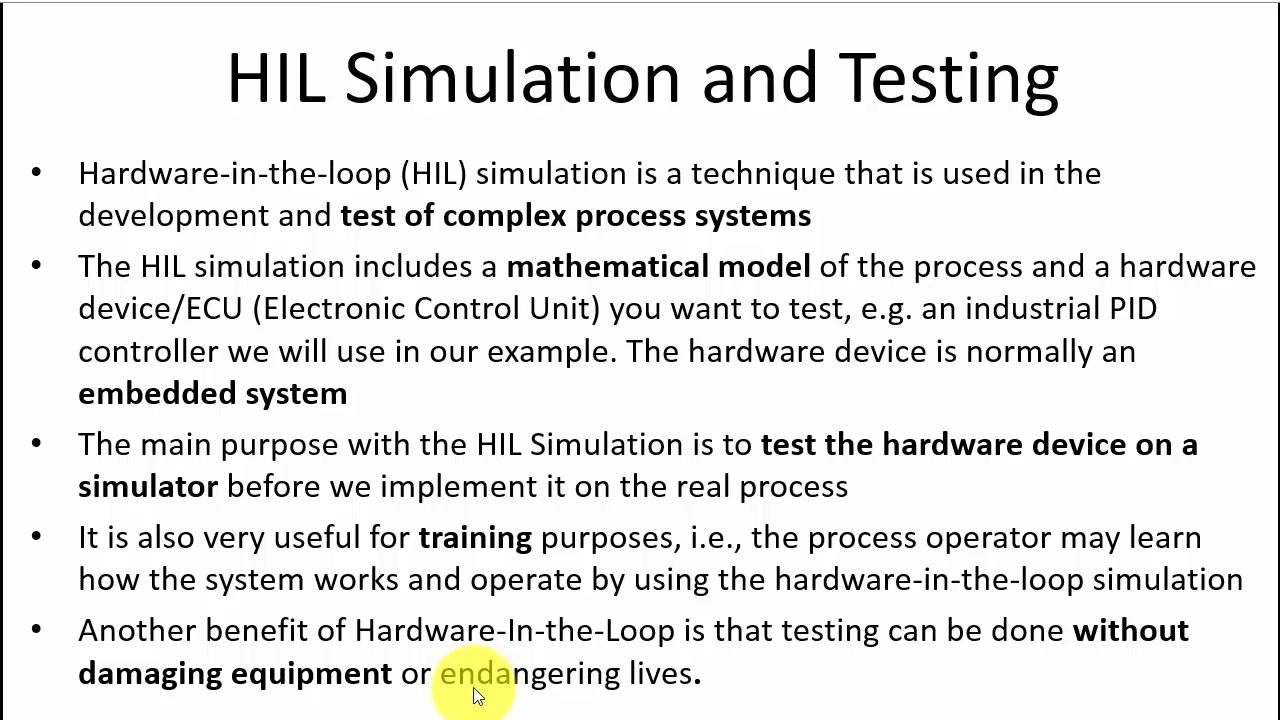 HIL Simulation and Testing
• Hardware-in-the-loop (HIL) simulation is a technique that is used in the
development and test of complex process systems
• The HIL simulation includes a mathematical model of the process and a hardware
device/ECU (Electronic Control Unit) you want to test, e.g. an industrial PID
controller we will use in our example. The hardware device is normally an
embedded system
• The main purpose with the HIL Simulation is to test the hardware device on a
simulator before we implement it on the real process
• It is also very useful for training purposes, i.e., the process operator may learn
how the system works and operate by using the hardware-in-the-loop simulation
• Another benefit of Hardware-In-the-Loop is that testing can be done without
damaging equipment or endangering lives.